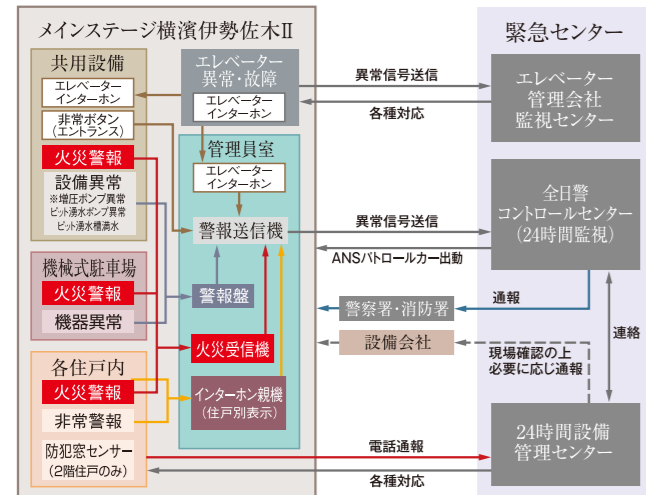 メインステージ横濱伊勢佐木Ⅱ
共用設備
エレベーター
インターホン
非常ボタン
(エントランス)
火災警報
設備異常
※増圧ポンプ異常
ピット湧水ポンプ異常
ピット湧水槽満水
機械式駐車場
火災警報
機器異常
各住戸内
火災警報
非常警報
防犯窓センサー
(2階住戸のみ)
エレベーター
異常・故障
エレベーター
インターホン
管理員室
エレベーター
インターホン
警報送信機
警報盤
火災受信機
インターホン親機
(住戸別表示)
異常信号送信
各種対応
異常信号送信
ANSパトロールカー出動
警察署・消防署
通報
設備会社
現場確認の上
必要に応じ通報
連絡
電話通報
各種対応
緊急センター
エレベーター
管理会社
監視センター
全日警
コントロールセンター
(24時間監視)
24時間設備
管理センター